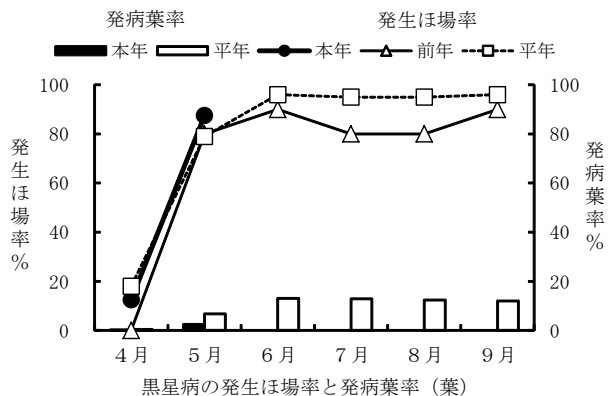 発病葉率 発生ほ場率
本年 平年 本年 前年 平年
100 100
80 80
60 60
40 40
20 20
0 0
発生ほ場率%
発病葉率%
4月 5月 6月 7月 8月 9月
黒星病の発生ほ場率と発病葉率（葉）